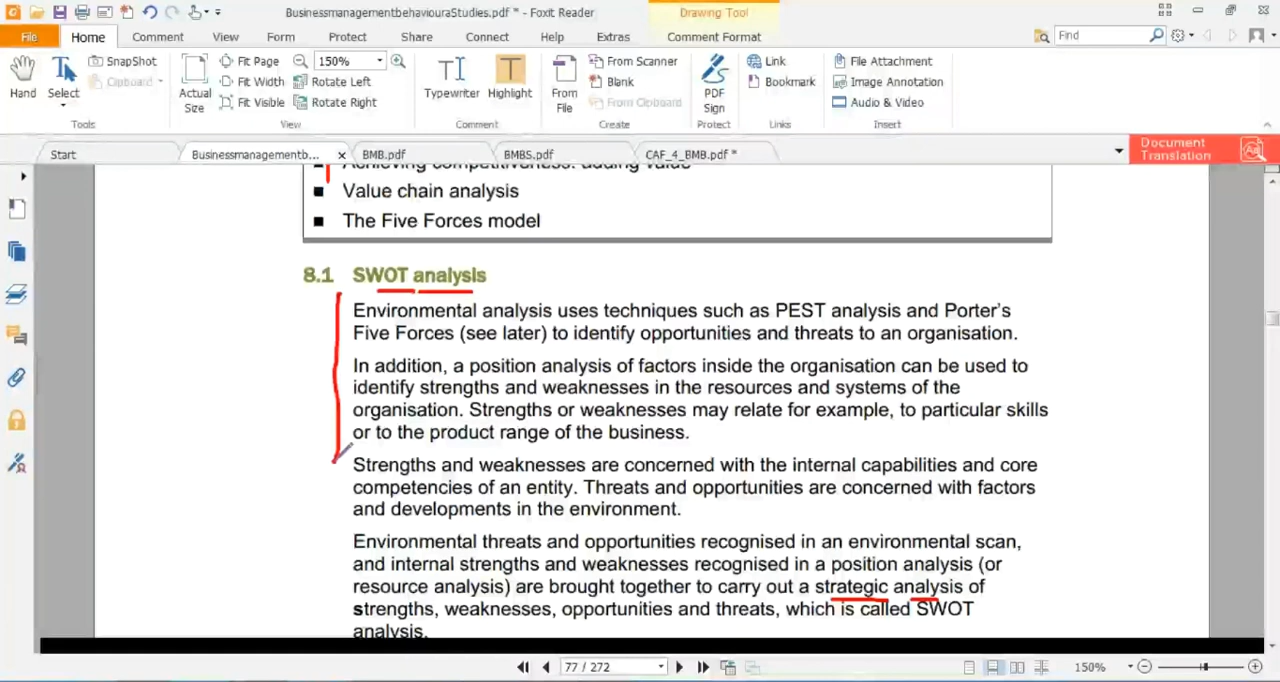 BusinessmanagementbehaviouraStudies.pdf * - Foxit Reader
Drawing Tool
File Home Comment View Form Protect Share Connect Help Extras Comment Format Find
Hand Select SnapShot Clipboard Actual Size Fit Page Fit Width Fit Visible 150% Rotate Left Rotate Right Typewriter Highlight From File From Scanner Blank From Clipboard PDF Sign Link Bookmark File Attachment Image Annotation Audio & Video
Tools View Comment Create Protect Links Insert
Start Businessmanagementb... BMB.pdf BMBS.pdf CAF_4_BMB.pdf * Document Translation
Achieving competitiveness: adding value
■ Value chain analysis
■ The Five Forces model
8.1 SWOT analysis
Environmental analysis uses techniques such as PEST analysis and Porter's
Five Forces (see later) to identify opportunities and threats to an organisation.
In addition, a position analysis of factors inside the organisation can be used to
identify strengths and weaknesses in the resources and systems of the
organisation. Strengths or weaknesses may relate for example, to particular skills
or to the product range of the business.
Strengths and weaknesses are concerned with the internal capabilities and core
competencies of an entity. Threats and opportunities are concerned with factors
and developments in the environment.
Environmental threats and opportunities recognised in an environmental scan,
and internal strengths and weaknesses recognised in a position analysis (or
resource analysis) are brought together to carry out a strategic analysis of
strengths, weaknesses, opportunities and threats, which is called SWOT
analysis.
77 / 272 150%